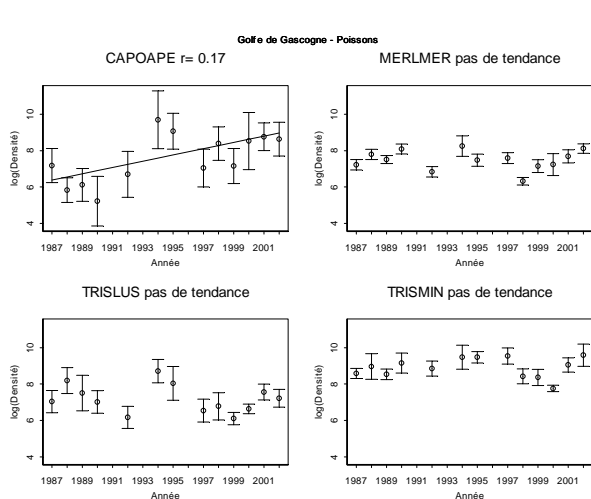 Golfe de Gascogne - Poissons
CAPOAPE r= 0.17
log(Densité)
4 6 8 10
1987 1989 1991 1993 1995 1997 1999 2001
Année
MERLMER pas de tendance
log(Densité)
4 6 8 10
1987 1989 1991 1993 1995 1997 1999 2001
Année
TRISLUS pas de tendance
log(Densité)
4 6 8 10
1987 1989 1991 1993 1995 1997 1999 2001
Année
TRISMIN pas de tendance
log(Densité)
4 6 8 10
1987 1989 1991 1993 1995 1997 1999 2001
Année